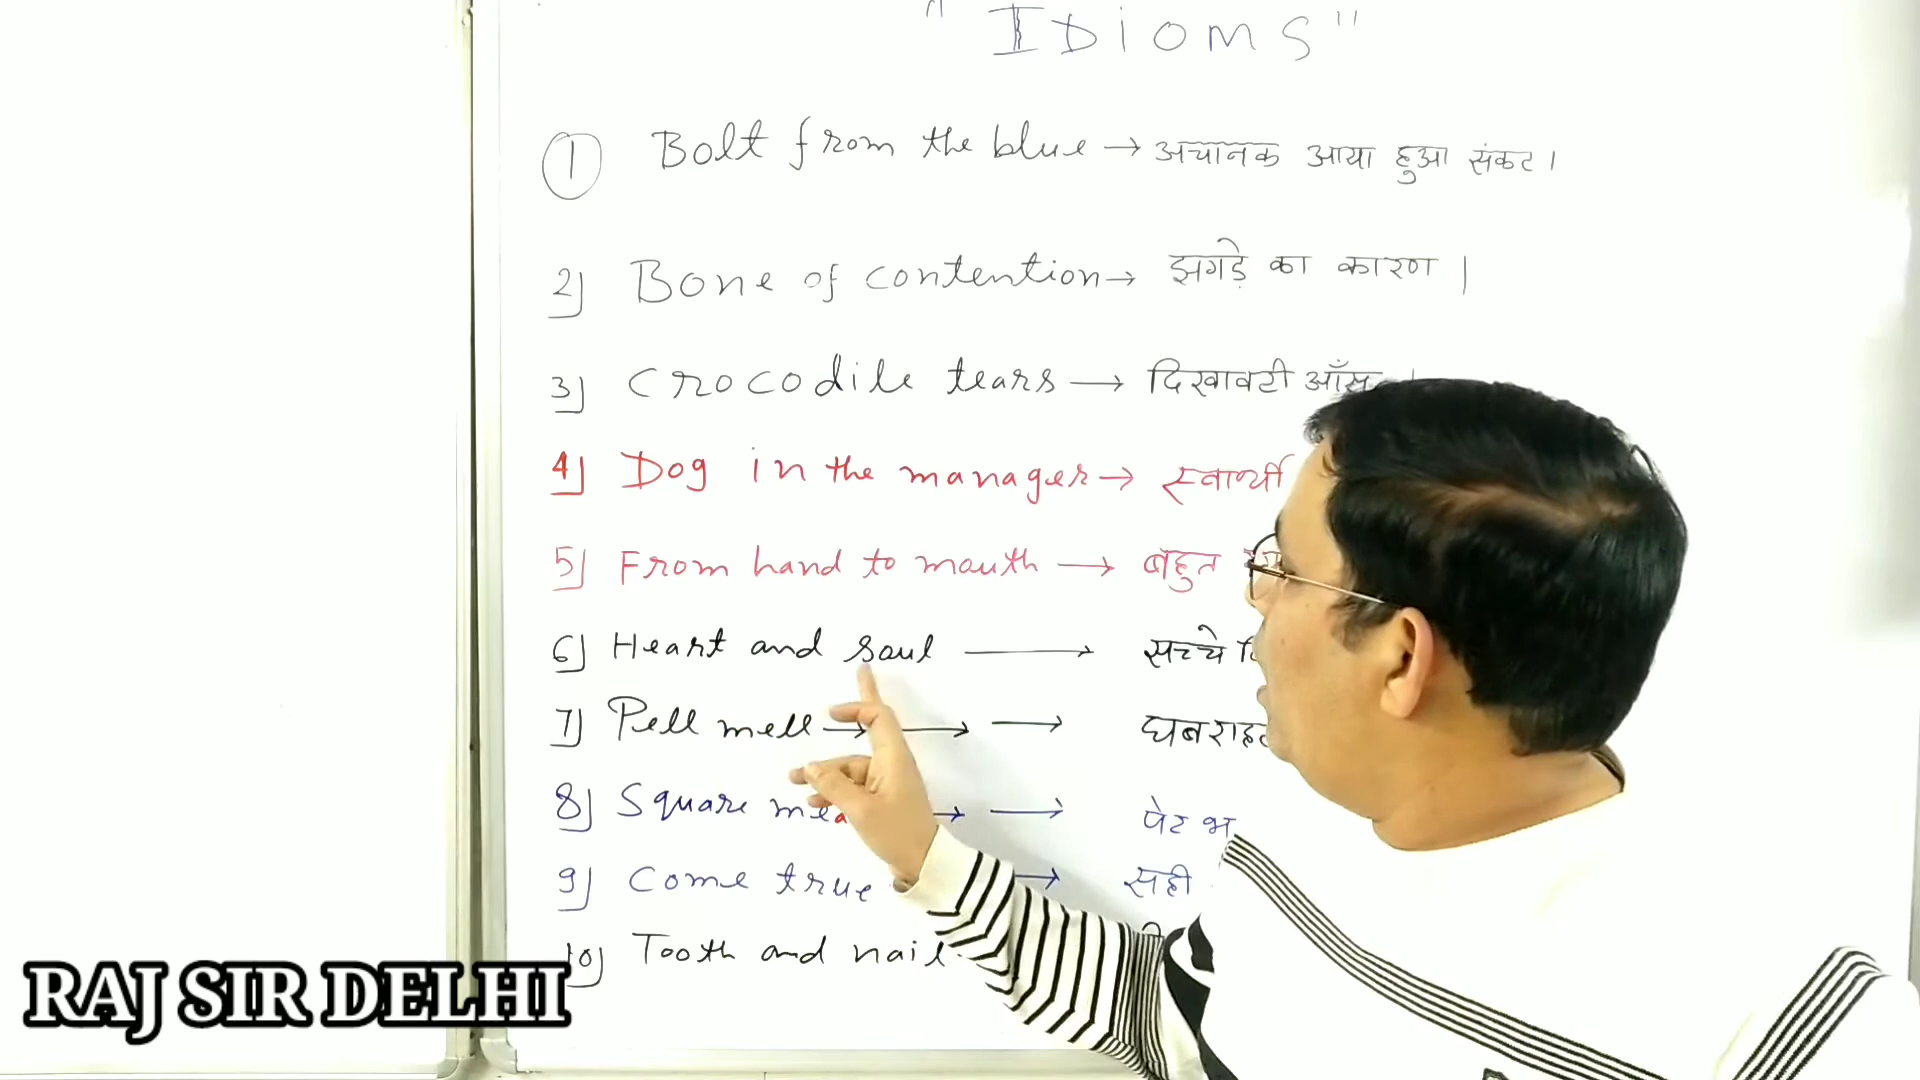 " IDioms "
① Bolt from the blue → अचानक आया हुआ संकट।
2) Bone of contention → झगड़े का कारण |
3) Crocodile tears → दिखावटी आँसू |
4) Dog in the manager → स्वार्थी
5) From hand to mouth → बहुत
6) Heart and soul → सच्चे
7) Pell mell → → →
8) Square mea → → पेट
9) Come true → सही
10) Tooth and nail
RAJ SIR DELHI